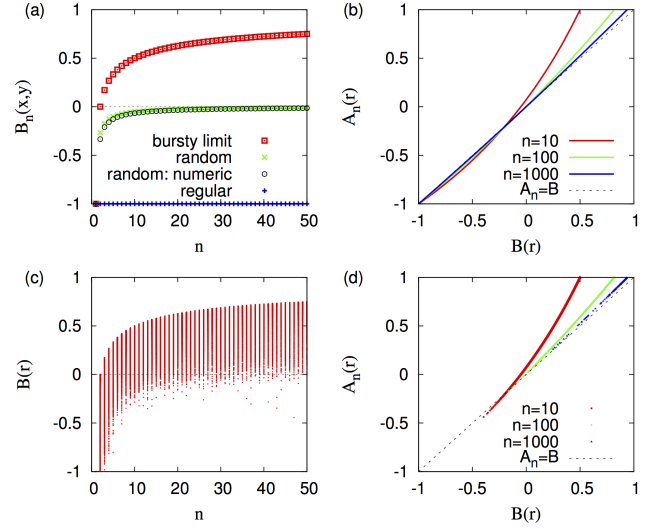 (a)
1
0.5
0
-0.5
-1
B_n(x,y)
bursty limit
random
random: numeric
regular
0 10 20 30 40 50
n
(b)
1
0.5
0
-0.5
-1
A_n(r)
n=10
n=100
n=1000
A_n=B
-1 -0.5 0 0.5 1
B(r)
(c)
1
0.5
0
-0.5
-1
B(r)
0 10 20 30 40 50
n
(d)
1
0.5
0
-0.5
-1
A_n(r)
n=10
n=100
n=1000
A_n=B
-1 -0.5 0 0.5 1
B(r)